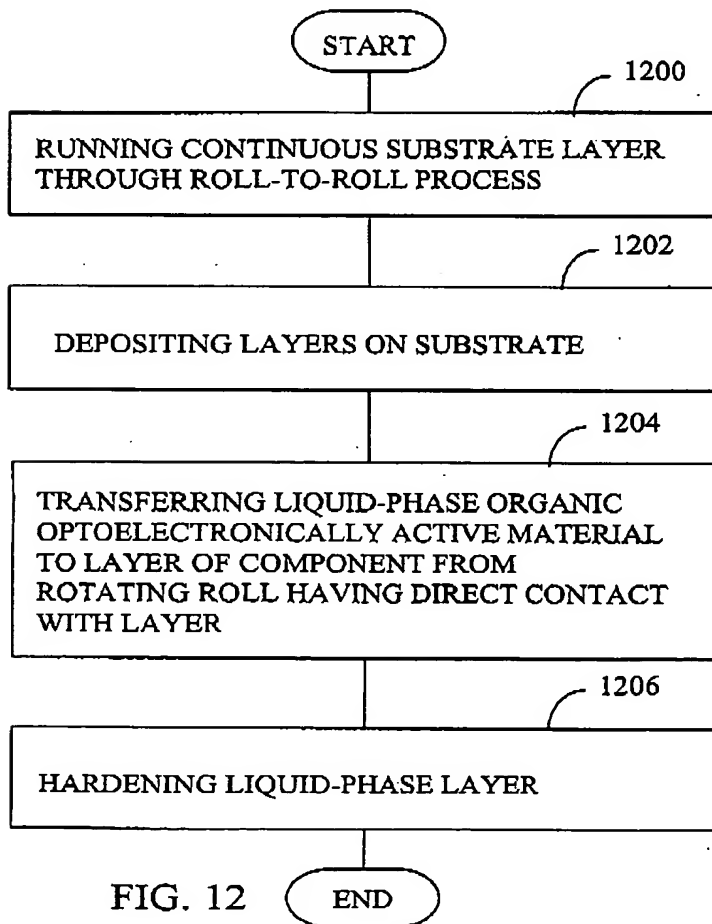 START
1200
RUNNING CONTINUOUS SUBSTRATE LAYER
THROUGH ROLL-TO-ROLL PROCESS
1202
DEPOSITING LAYERS ON SUBSTRATE
1204
TRANSFERRING LIQUID-PHASE ORGANIC
OPTOELECTRONICALLY ACTIVE MATERIAL
TO LAYER OF COMPONENT FROM
ROTATING ROLL HAVING DIRECT CONTACT
WITH LAYER
1206
HARDENING LIQUID-PHASE LAYER
FIG. 12
END